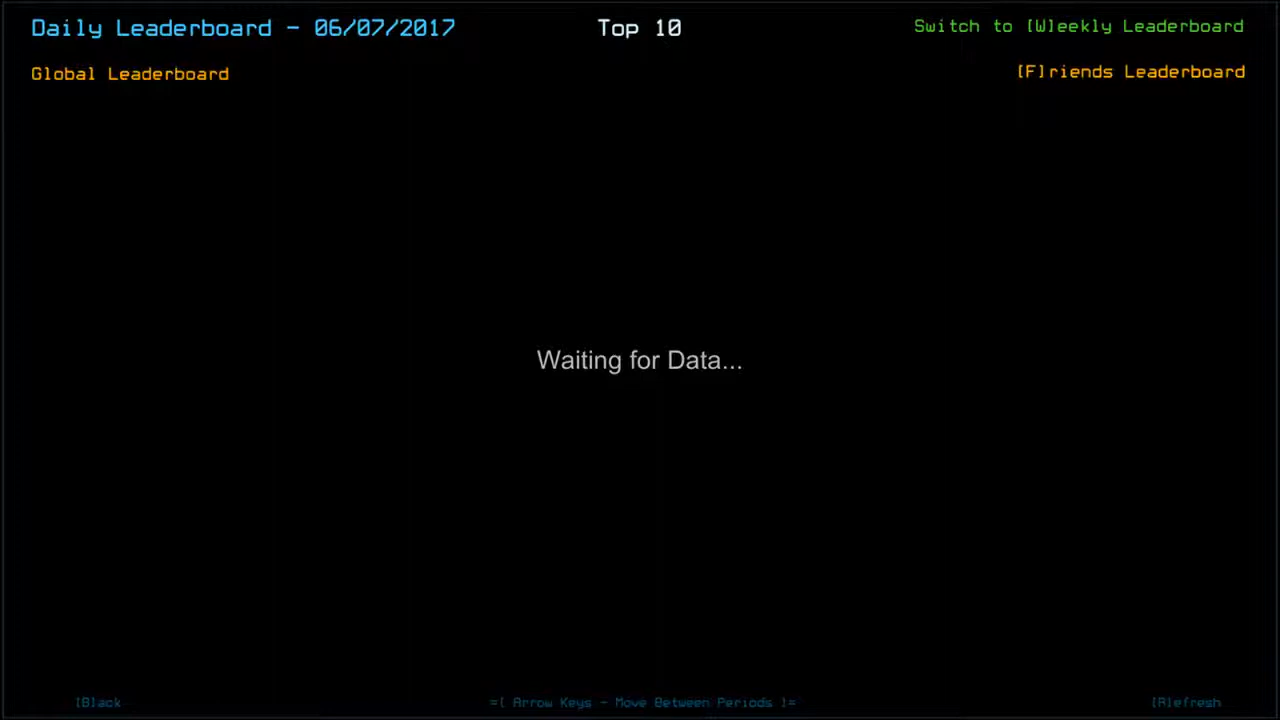 Daily Leaderboard - 06/07/2017
Top 10
Switch to [W]eekly Leaderboard
Global Leaderboard
[F]riends Leaderboard
Waiting for Data...
[B]ack
=[ Arrow Keys - Move Between Periods ]=
[R]efresh